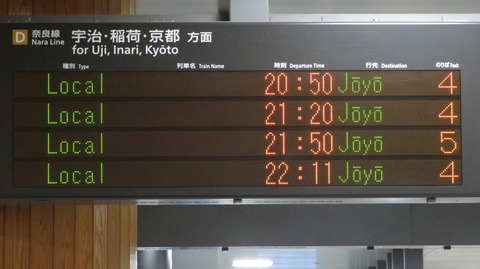 D 奈良線 Nara Line 宇治・稲荷・京都 方面
for Uji, Inari, Kyōto
種別 Type 列車名 Train Name 時刻 Departure Time 行先 Destination のりば Track
Local 20:50 Jōyō 4
Local 21:20 Jōyō 4
Local 21:50 Jōyō 5
Local 22:11 Jōyō 4